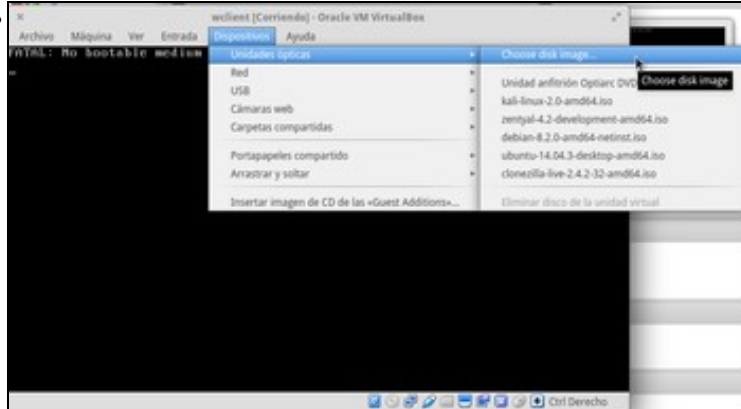 wclient [Corriendo] - Oracle VM VirtualBox
Archivo Máquina Ver Entrada Dispositivos Ayuda
FATAL: No bootable medium
Unidades ópticas
Red
USB
Cámaras web
Carpetas compartidas
Portapapeles compartido
Arrastrar y soltar
Insertar imagen de CD de las «Guest Additions»...
Choose disk image...
Choose disk image
Unidad anfitrión Optiarc DVD
kali-linux-2.0-amd64.iso
zentyal-4.2-development-amd64.iso
debian-8.2.0-amd64-netinst.iso
ubuntu-14.04.3-desktop-amd64.iso
clonezilla-live-2.4.2-32-amd64.iso
Eliminar disco de la unidad virtual
Ctrl Derecho